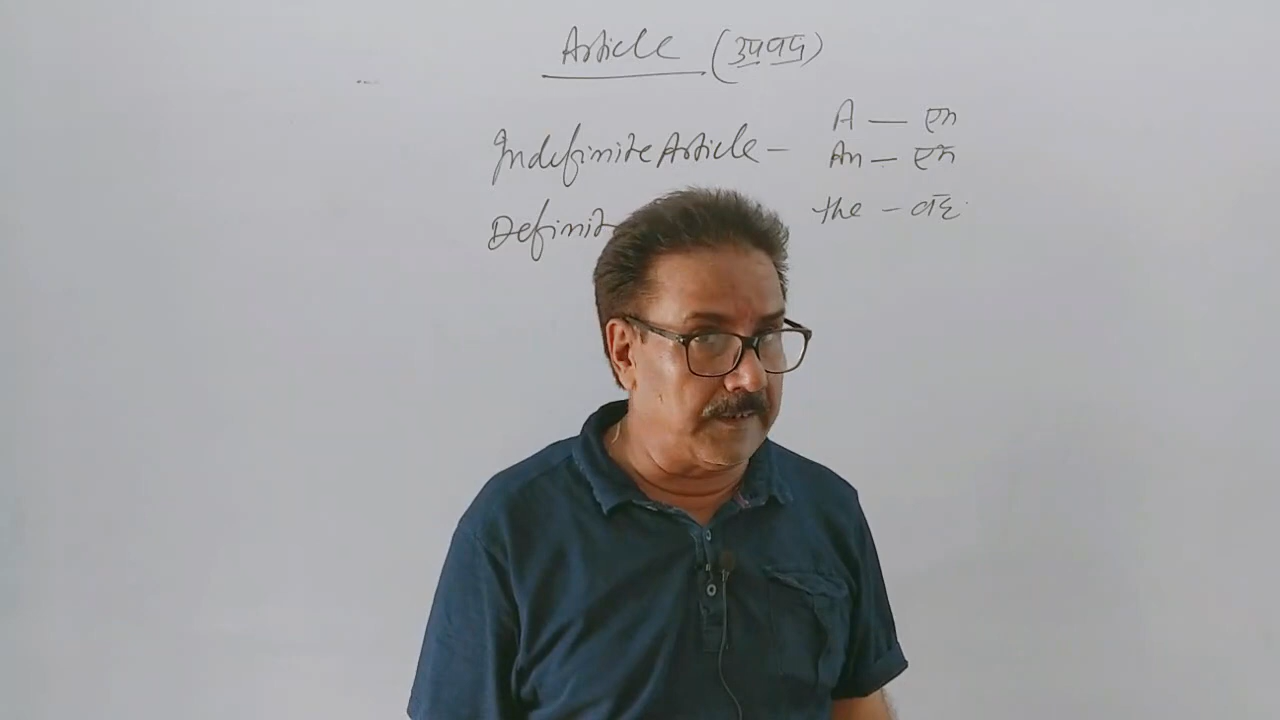 Article (उपपद)
Indefinite Article – A — एक
An — एक
Definit the – वह